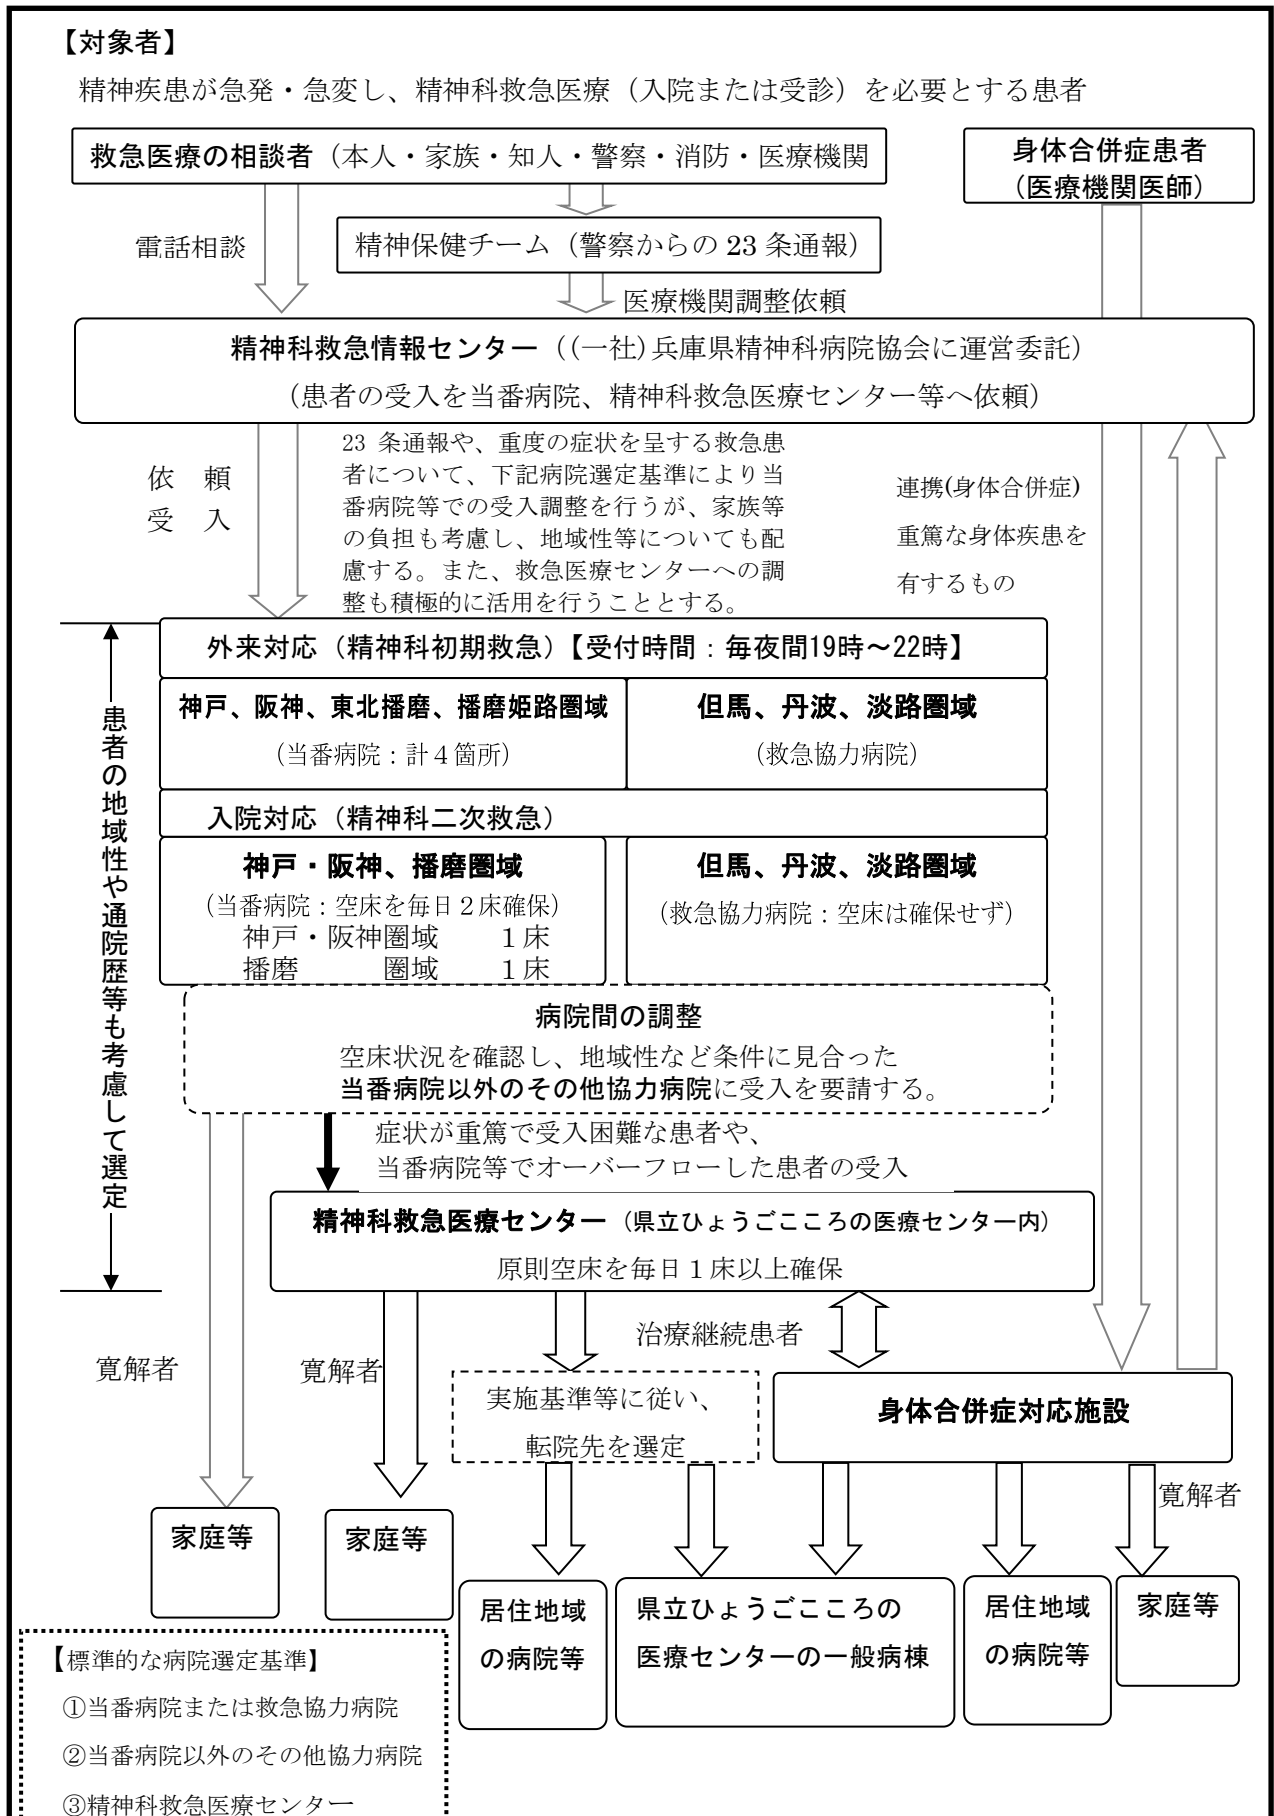 【対象者】
精神疾患が急発・急変し、精神科救急医療（入院または受診）を必要とする患者
救急医療の相談者（本人・家族・知人・警察・消防・医療機関
身体合併症患者
（医療機関医師）
電話相談
精神保健チーム（警察からの 23 条通報）
医療機関調整依頼
精神科救急情報センター（(一社)兵庫県精神科病院協会に運営委託）
（患者の受入を当番病院、精神科救急医療センター等へ依頼）
依　頼
受　入
23 条通報や、重度の症状を呈する救急患
者について、下記病院選定基準により当
番病院等での受入調整を行うが、家族等
の負担も考慮し、地域性等についても配
慮する。また、救急医療センターへの調
整も積極的に活用を行うこととする。
連携(身体合併症)
重篤な身体疾患を
有するもの
外来対応（精神科初期救急）【受付時間：毎夜間19時～22時】
神戸、阪神、東北播磨、播磨姫路圏域
（当番病院：計４箇所）
但馬、丹波、淡路圏域
（救急協力病院）
入院対応（精神科二次救急）
神戸・阪神、播磨圏域
（当番病院：空床を毎日２床確保）
神戸・阪神圏域　　１床
播磨　　　圏域　　１床
但馬、丹波、淡路圏域
（救急協力病院：空床は確保せず）
患者の地域性や通院歴等も考慮して選定
病院間の調整
空床状況を確認し、地域性など条件に見合った
当番病院以外のその他協力病院に受入を要請する。
症状が重篤で受入困難な患者や、
当番病院等でオーバーフローした患者の受入
精神科救急医療センター（県立ひょうごこころの医療センター内）
原則空床を毎日１床以上確保
治療継続患者
寛解者
寛解者
実施基準等に従い、
転院先を選定
身体合併症対応施設
寛解者
家庭等
家庭等
居住地域
の病院等
県立ひょうごこころの
医療センターの一般病棟
居住地域
の病院等
家庭等
【標準的な病院選定基準】
①当番病院または救急協力病院
②当番病院以外のその他協力病院
③精神科救急医療センター